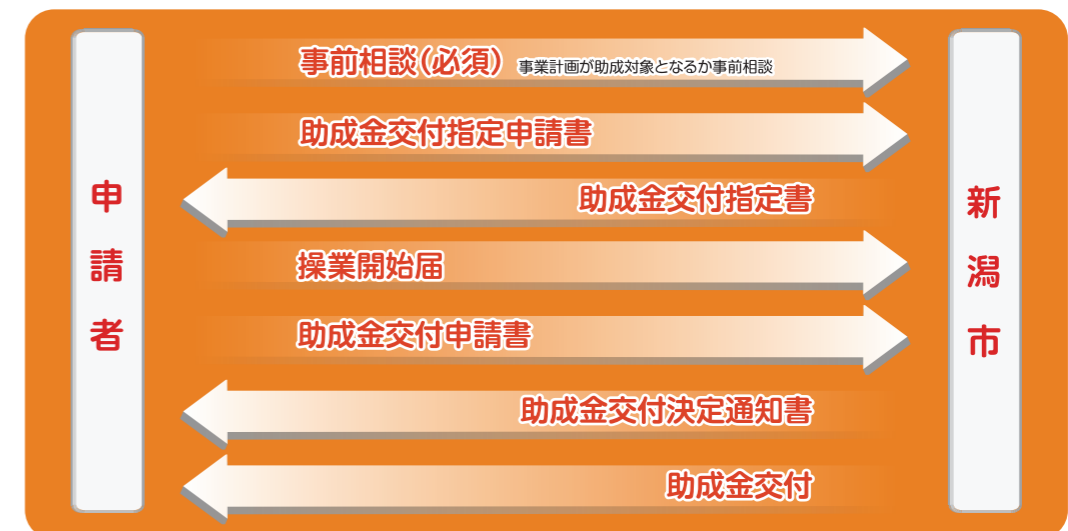 申請者
事前相談(必須) 事業計画が助成対象となるか事前相談
助成金交付指定申請書
助成金交付指定書
操業開始届
助成金交付申請書
助成金交付決定通知書
助成金交付
新潟市